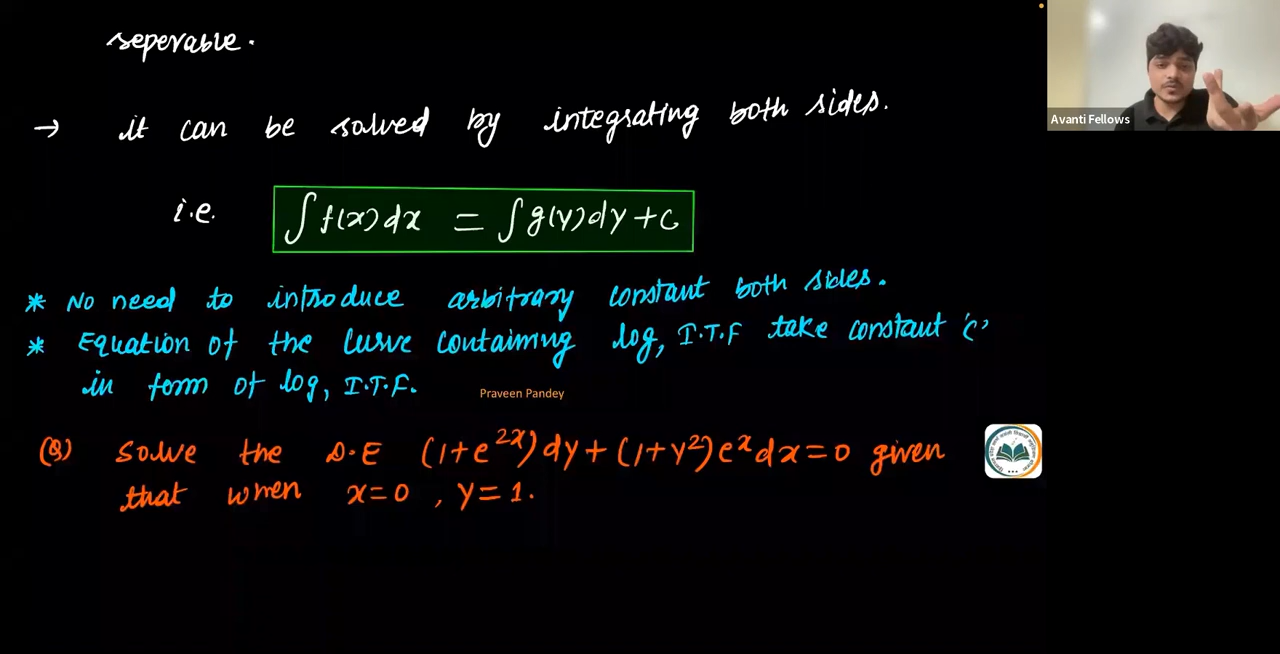 seperable.
Avanti Fellows
→ it can be solved by integrating both sides.
i.e. ∫f(x)dx = ∫g(y)dy + C
* No need to introduce arbitrary constant both sides.
* Equation of the curve containing log, I.T.F take constant 'c'
in form of log, I.T.F.
Praveen Pandey
(Q) Solve the D.E (1+e^{2x})dy+(1+y²)e^x dx=0 given
that when x=0, y=1.